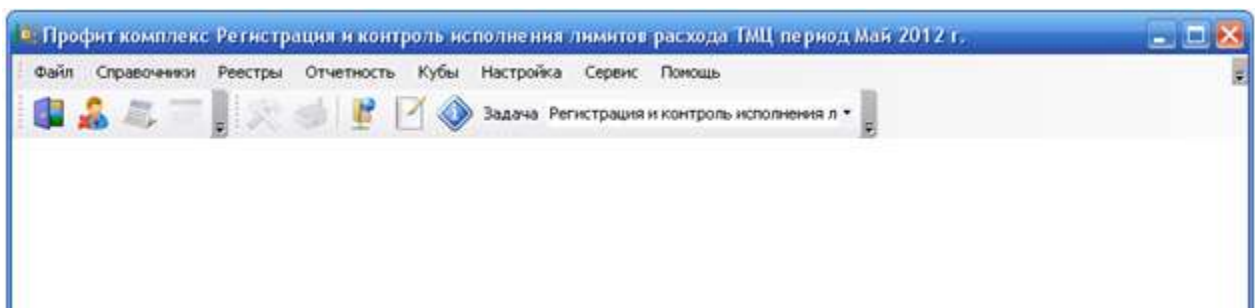 Профит комплекс Регистрация и контроль исполнения лимитов расхода ТМЦ период Май 2012 г.
Файл Справочники Реестры Отчетность Кубы Настройка Сервис Помощь
Задача Регистрация и контроль исполнения л